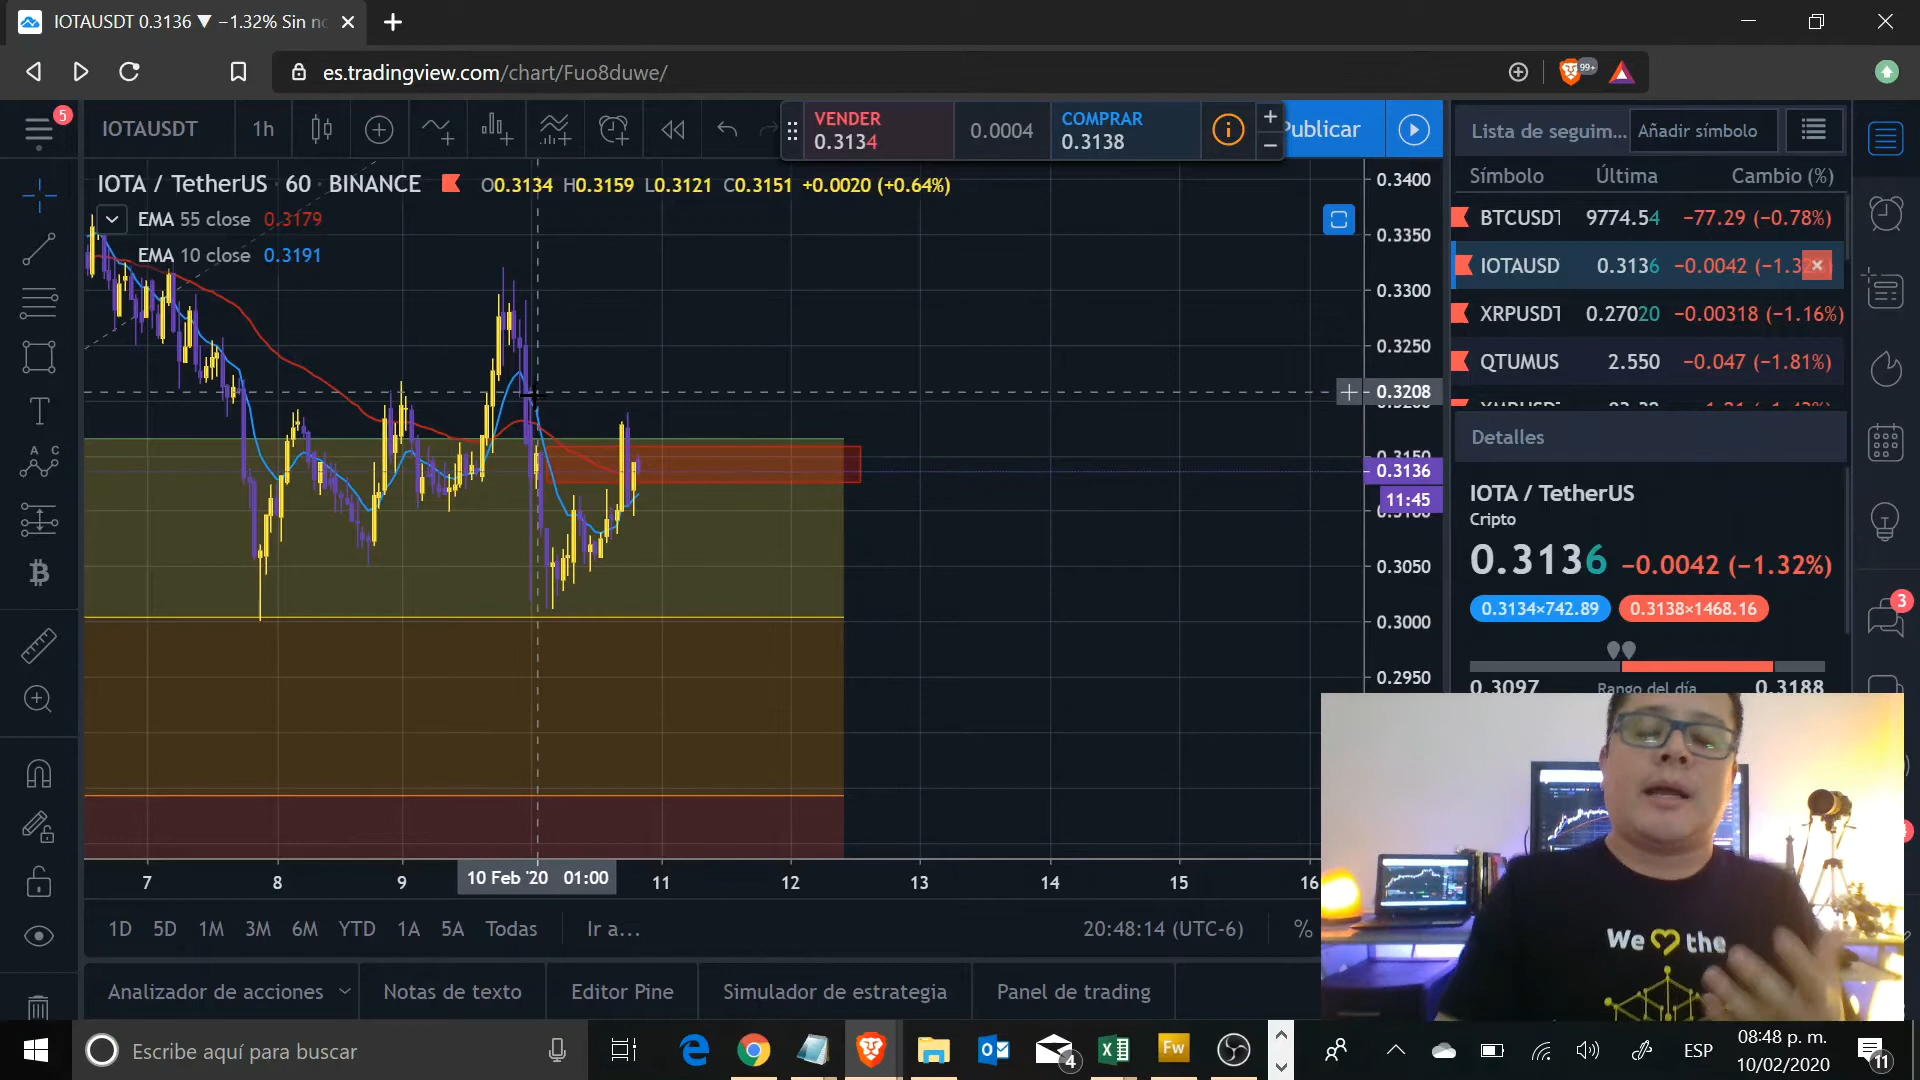 IOTAUSDT 0.3136 ▼ −1.32% Sin no
es.tradingview.com/chart/Fuo8duwe/
99+
5
IOTAUSDT
1h
VENDER
0.3134
0.0004
COMPRAR
0.3138
Publicar
IOTA / TetherUS 60 BINANCE O0.3134 H0.3159 L0.3121 C0.3151 +0.0020 (+0.64%)
EMA 55 close 0.3179
EMA 10 close 0.3191
0.3400
0.3350
0.3300
0.3250
0.3208
0.3150
0.3136
11:45
0.3100
0.3050
0.3000
0.2950
7
8
9
10 Feb '20 01:00
11
12
13
14
15
16
1D 5D 1M 3M 6M YTD 1A 5A Todas Ir a...
20:48:14 (UTC-6) %
Analizador de acciones Notas de texto Editor Pine Simulador de estrategia Panel de trading
Lista de seguim... Añadir símbolo
Símbolo Última Cambio (%)
BTCUSDT 9774.54 −77.29 (−0.78%)
IOTAUSD 0.3136 −0.0042 (−1.32
XRPUSDT 0.27020 −0.00318 (−1.16%)
QTUMUS 2.550 −0.047 (−1.81%)
Detalles
IOTA / TetherUS
Cripto
0.3136 −0.0042 (−1.32%)
0.3134×742.89 0.3138×1468.16
0.3097 Rango del día 0.3188
3
We the
Escribe aquí para buscar
4
Fw
ESP
08:48 p. m.
10/02/2020
11